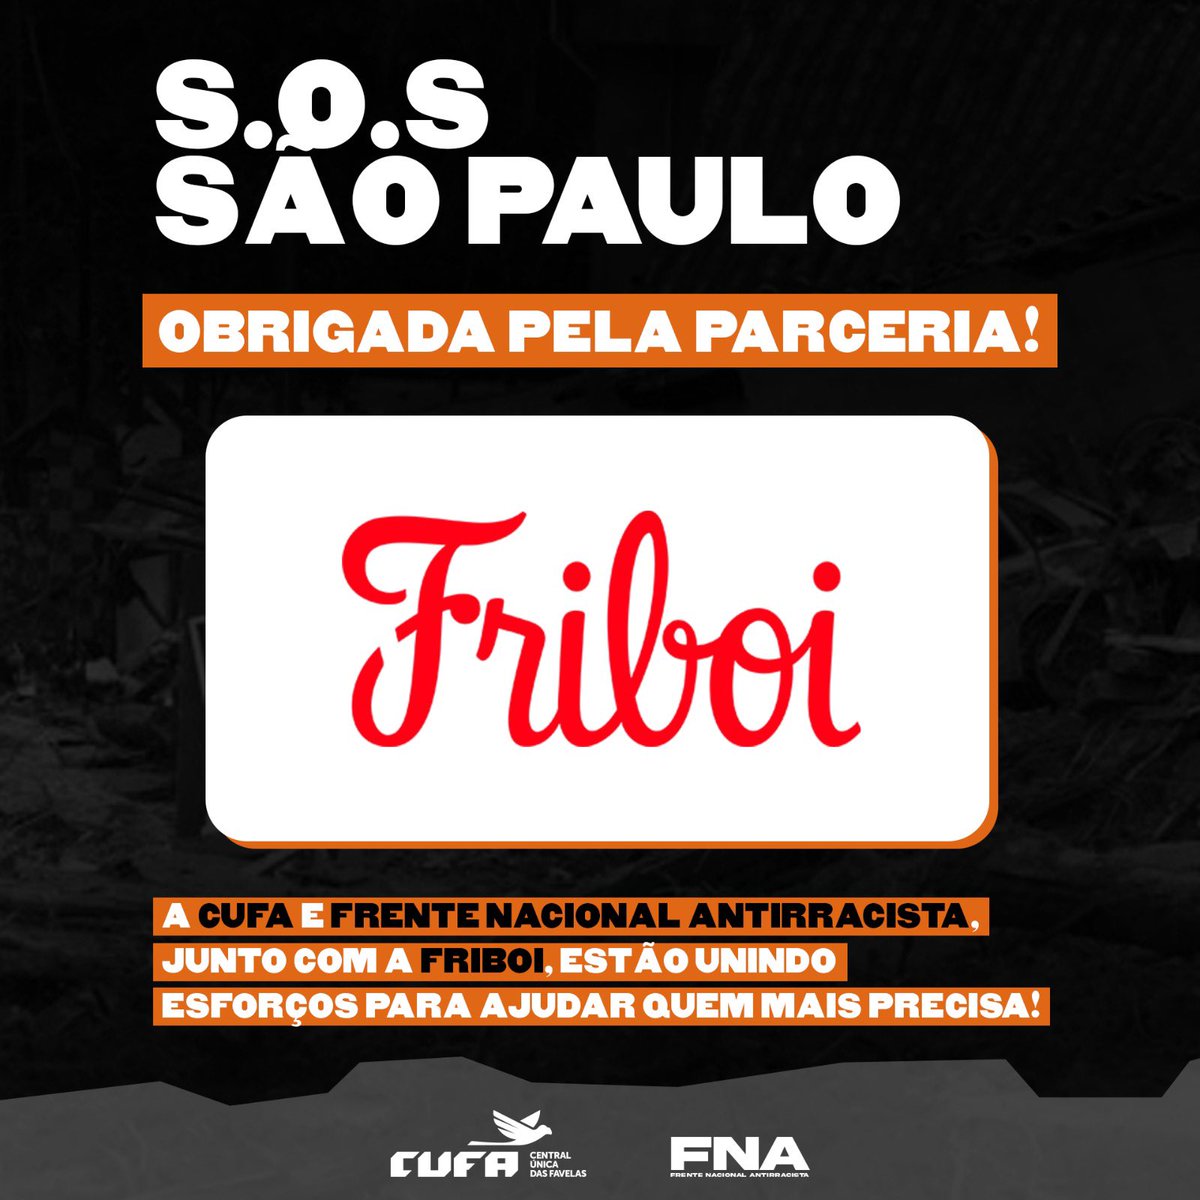 S.O.S
SÃO PAULO
OBRIGADA PELA PARCERIA!
Friboi
A CUFA E FRENTE NACIONAL ANTIRRACISTA,
JUNTO COM A FRIBOI, ESTÃO UNINDO
ESFORÇOS PARA AJUDAR QUEM MAIS PRECISA!
CUFA
CENTRAL
ÚNICA
DAS FAVELAS
FNA
FRENTE NACIONAL ANTIRRACISTA